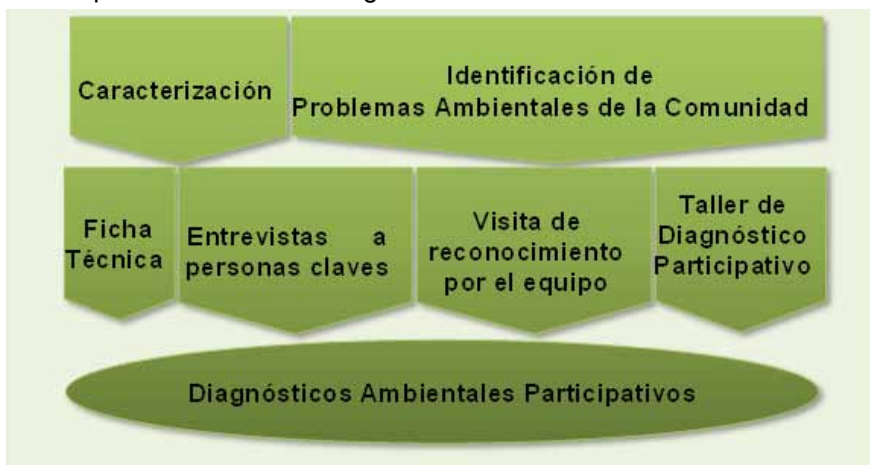 Caracterización
Identificación de
Problemas Ambientales de la Comunidad
Ficha
Técnica
Entrevistas a
personas claves
Visita de
reconocimiento
por el equipo
Taller de
Diagnóstico
Participativo
Diagnósticos Ambientales Participativos